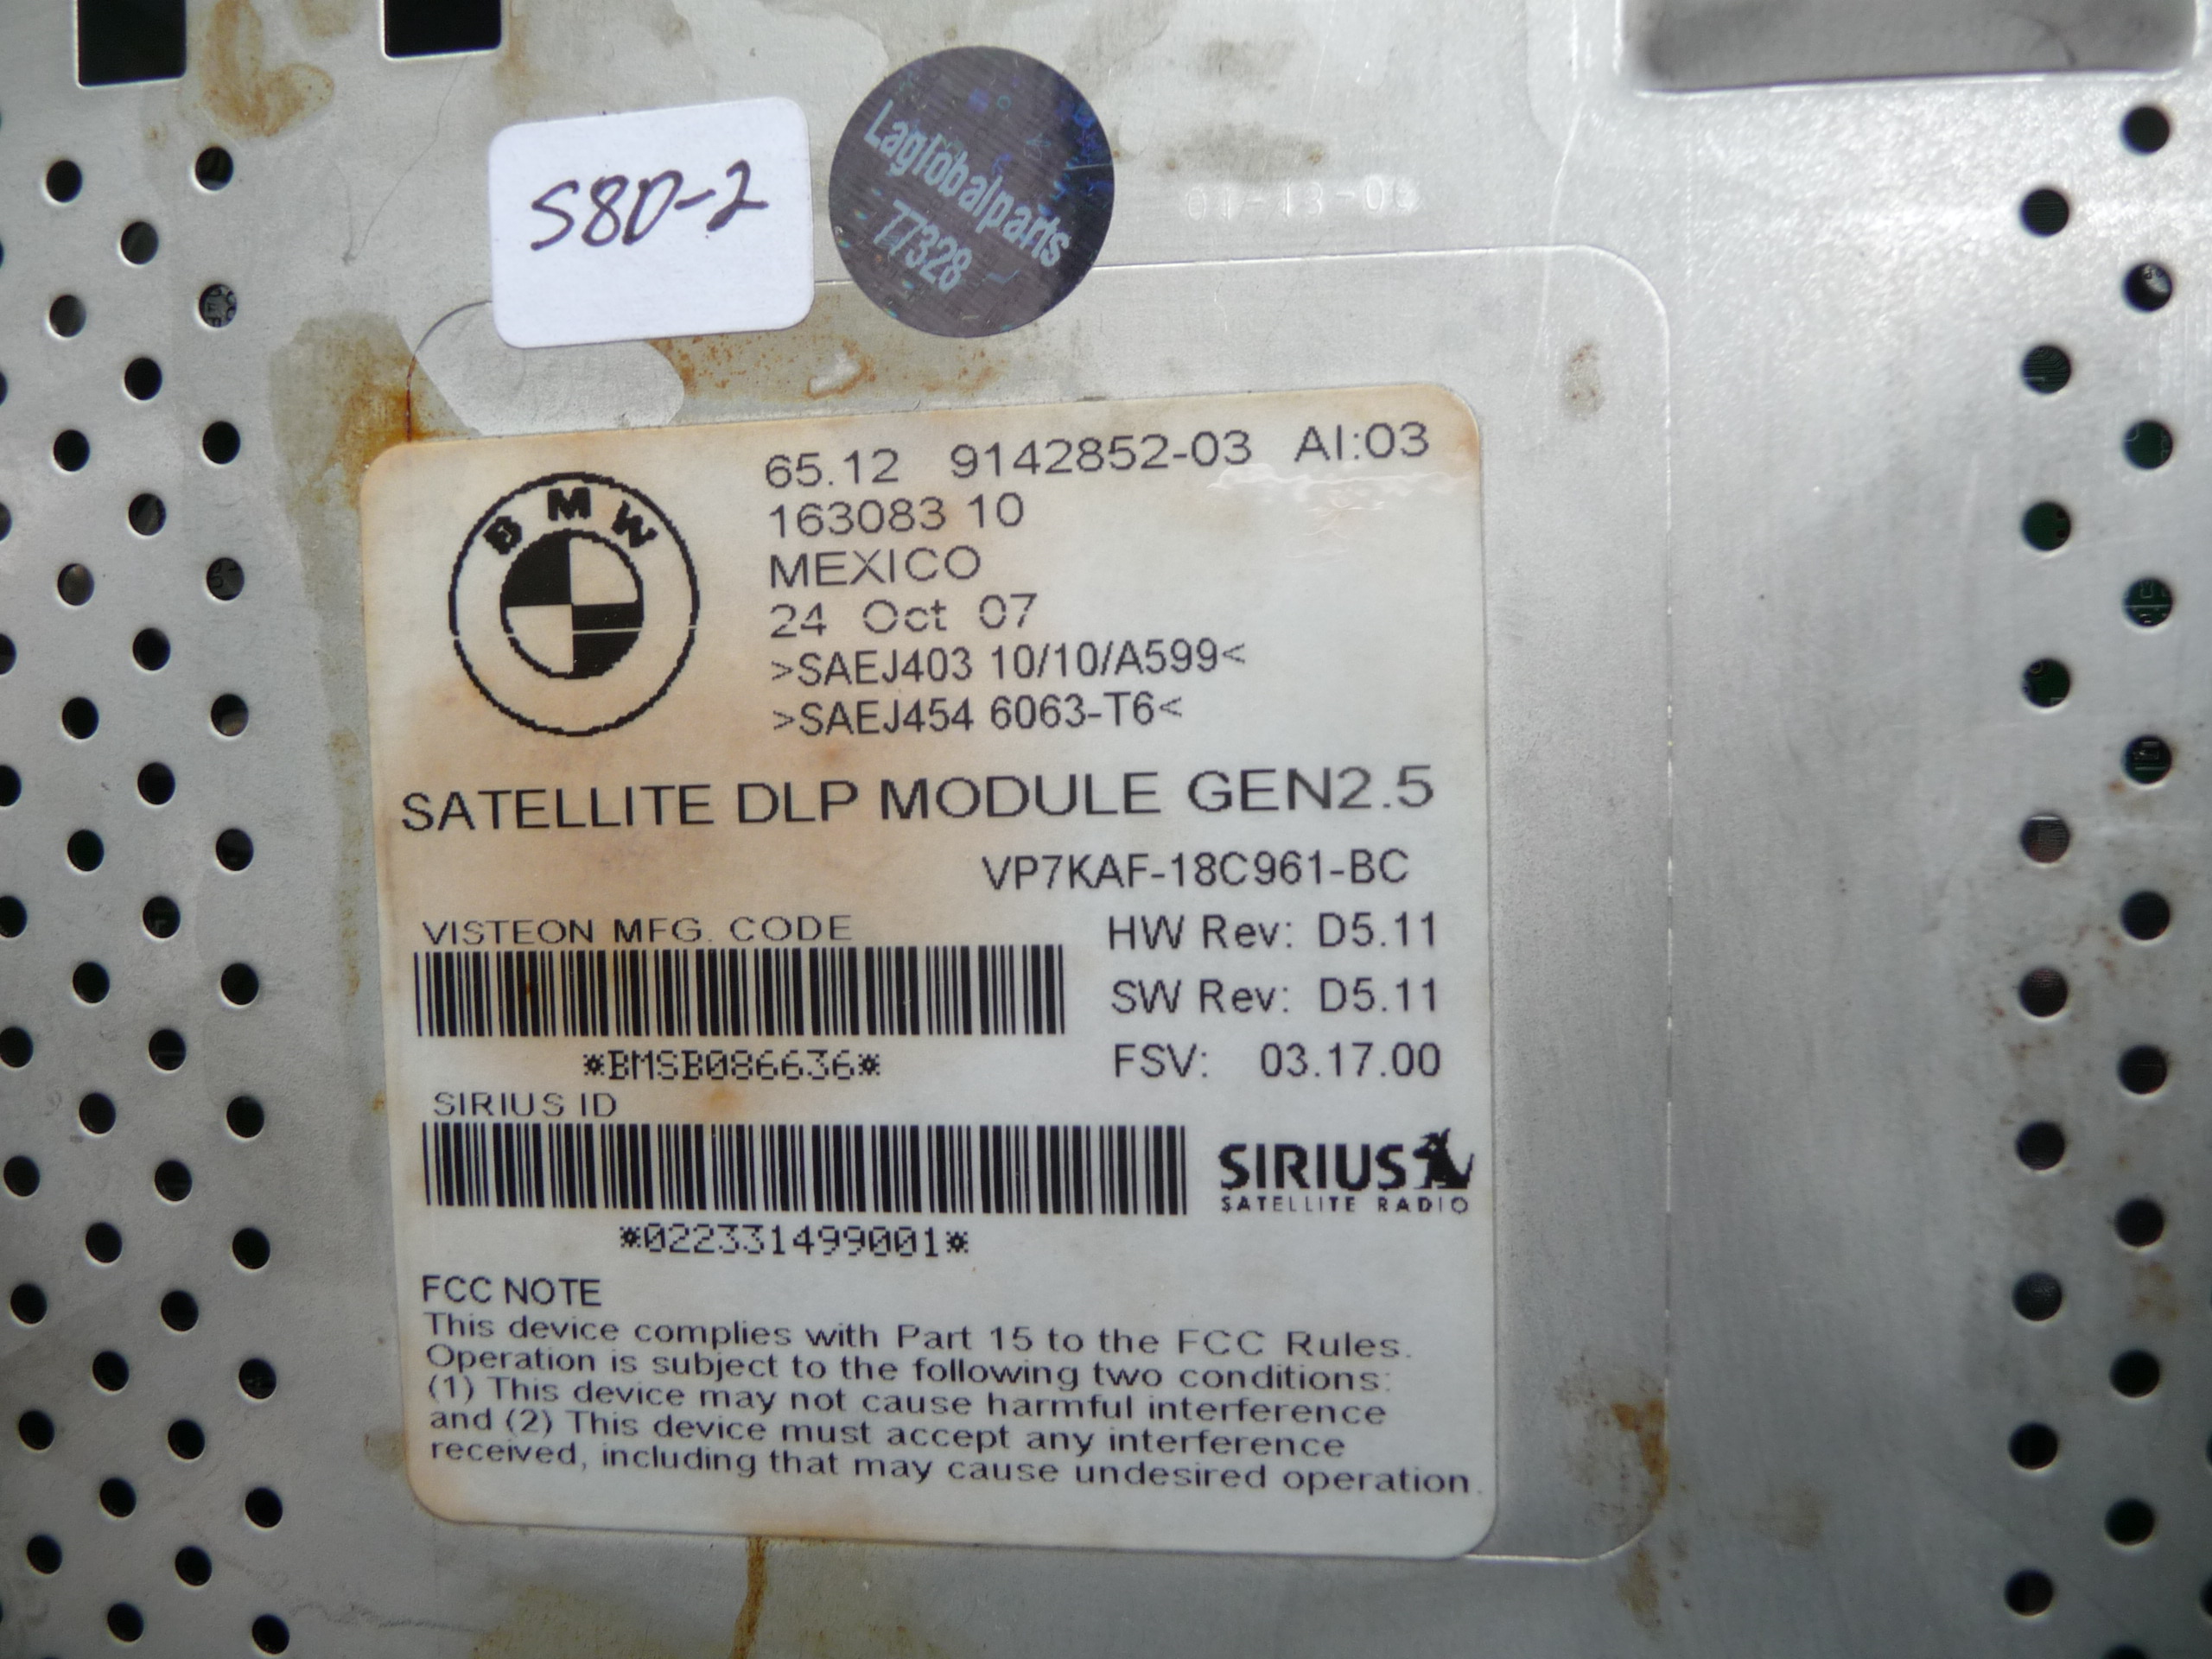 S80-2
Laglobalparts
77328
BMW
65.12 9142852-03 AI:03
163083 10
MEXICO
24 Oct 07
>SAEJ403 10/10/A599<
>SAEJ454 6063-T6<
SATELLITE DLP MODULE GEN2.5
VP7KAF-18C961-BC
VISTEON MFG. CODE
HW Rev: D5.11
SW Rev: D5.11
*BMSB086636*
FSV: 03.17.00
SIRIUS ID
SIRIUS
SATELLITE RADIO
*022331499001*
FCC NOTE
This device complies with Part 15 to the FCC Rules.
Operation is subject to the following two conditions:
(1) This device may not cause harmful interference
and (2) This device must accept any interference
received, including that may cause undesired operation.